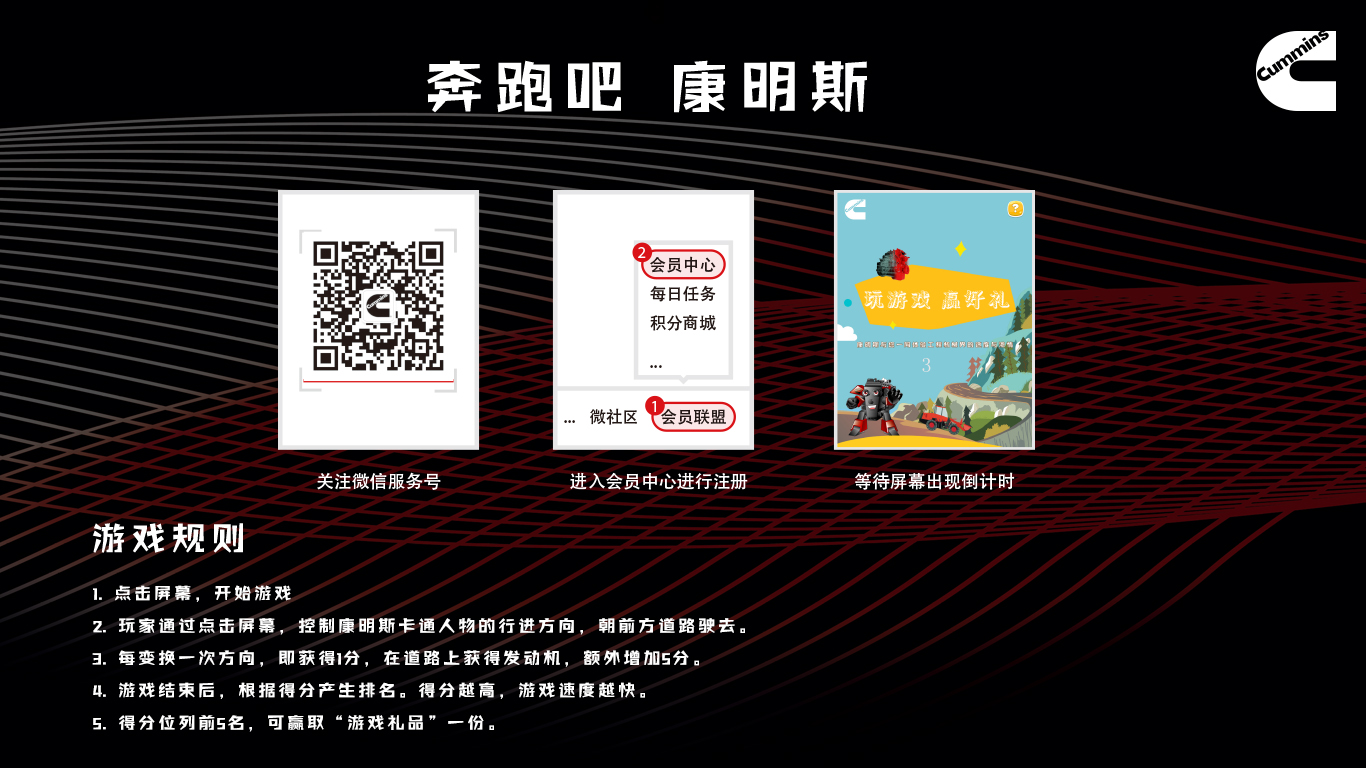 Cummins
奔跑吧 康明斯
2
会员中心
每日任务
积分商城
...
... 微社区
1
会员联盟
?
玩游戏 赢好礼
3
关注微信服务号
进入会员中心进行注册
等待屏幕出现倒计时
游戏规则
1. 点击屏幕，开始游戏
2. 玩家通过点击屏幕，控制康明斯卡通人物的行进方向，朝前方道路驶去。
3. 每变换一次方向，即获得1分，在道路上获得发动机，额外增加5分。
4. 游戏结束后，根据得分产生排名。得分越高，游戏速度越快。
5. 得分位列前5名，可赢取“游戏礼品”一份。